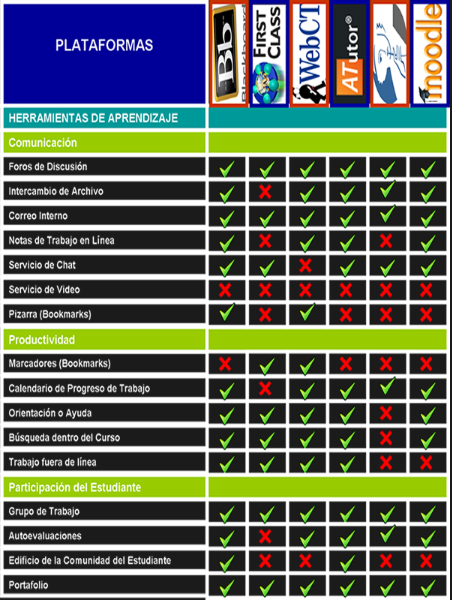 PLATAFORMAS
Bb
Blackboard
FIRST
CLASS
WebCT
ATutor®
moodle
HERRAMIENTAS DE APRENDIZAJE
Comunicación
Foros de Discusión
Intercambio de Archivo
Correo Interno
Notas de Trabajo en Línea
Servicio de Chat
Servicio de Video
Pizarra (Bookmarks)
Productividad
Marcadores (Bookmarks)
Calendario de Progreso de Trabajo
Orientación o Ayuda
Búsqueda dentro del Curso
Trabajo fuera de línea
Participación del Estudiante
Grupo de Trabajo
Autoevaluaciones
Edificio de la Comunidad del Estudiante
Portafolio